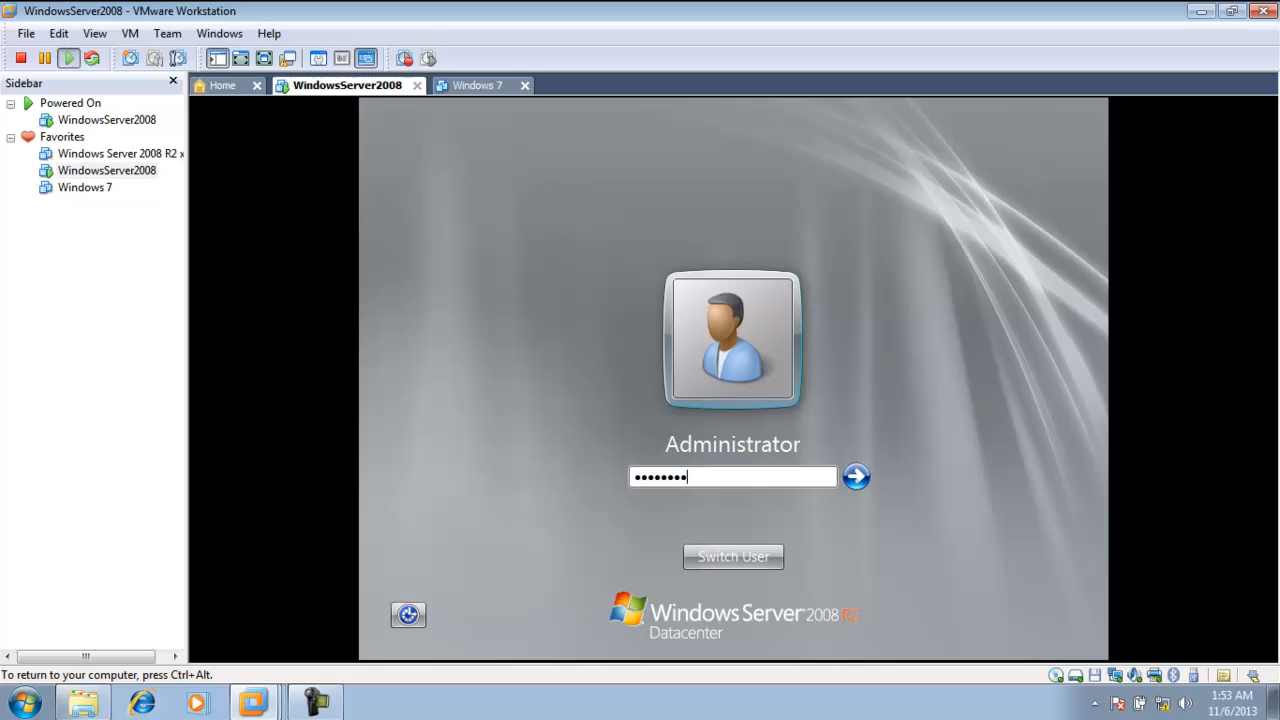 WindowsServer2008 - VMware Workstation
File Edit View VM Team Windows Help
Sidebar
Home WindowsServer2008 Windows 7
Powered On
WindowsServer2008
Favorites
Windows Server 2008 R2 x
WindowsServer2008
Windows 7
Administrator
Switch User
Windows Server 2008 R2
Datacenter
To return to your computer, press Ctrl+Alt.
1:53 AM
11/6/2013